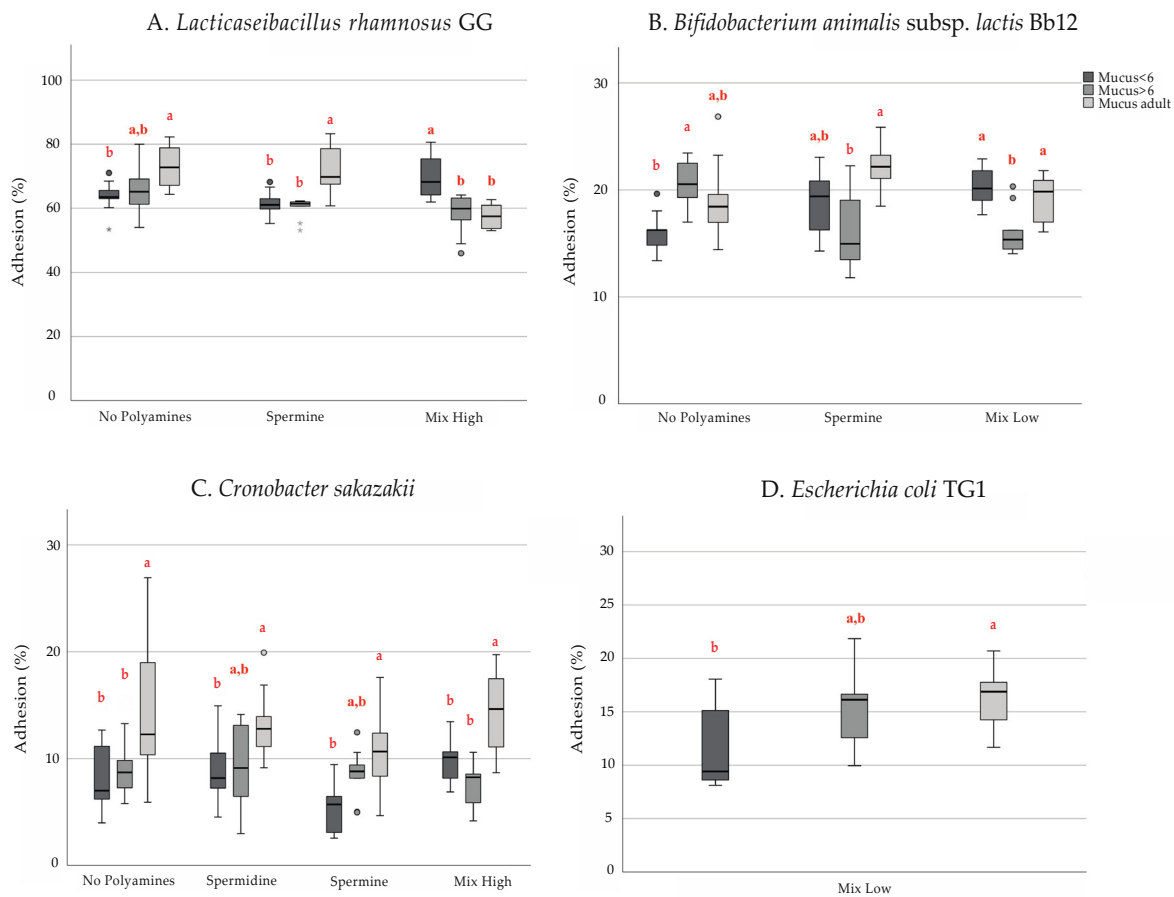 A. Lacticaseibacillus rhamnosus GG
Adhesion (%)
100
80
60
40
20
0
b
a,b
a
b
b
a
a
b
b
No Polyamines
Spermine
Mix High
B. Bifidobacterium animalis subsp. lactis Bb12
Mucus<6
Mucus>6
Mucus adult
Adhesion (%)
30
20
10
0
b
a
a,b
a,b
b
a
a
b
a
No Polyamines
Spermine
Mix Low
C. Cronobacter sakazakii
Adhesion (%)
30
20
10
0
b
b
a
b
a,b
a
b
a,b
a
b
b
a
No Polyamines
Spermidine
Spermine
Mix High
D. Escherichia coli TG1
Adhesion (%)
30
25
20
15
10
5
0
b
a,b
a
Mix Low